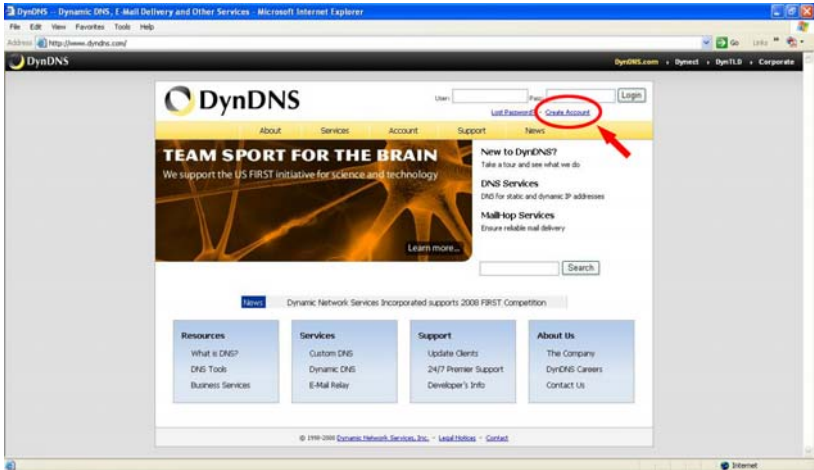 DynDNS -- Dynamic DNS, E-Mail Delivery and Other Services - Microsoft Internet Explorer
File Edit View Favorites Tools Help
Address http://www.dyndns.com/ Go Links
DynDNS DynDNS.com Dynect DynTLD Corporate
DynDNS User: Pass: Login
Lost Password? - Create Account
About Services Account Support News
TEAM SPORT FOR THE BRAIN
We support the US FIRST initiative for science and technology
Learn more...
New to DynDNS?
Take a tour and see what we do
DNS Services
DNS for static and dynamic IP addresses
MailHop Services
Ensure reliable mail delivery
Search
News Dynamic Network Services Incorporated supports 2008 FIRST Competition
Resources
What is DNS?
DNS Tools
Business Services
Services
Custom DNS
Dynamic DNS
E-Mail Relay
Support
Update Clients
24/7 Premier Support
Developer's Info
About Us
The Company
DynDNS Careers
Contact Us
© 1998-2008 Dynamic Network Services, Inc. - Legal Notices - Contact
Internet